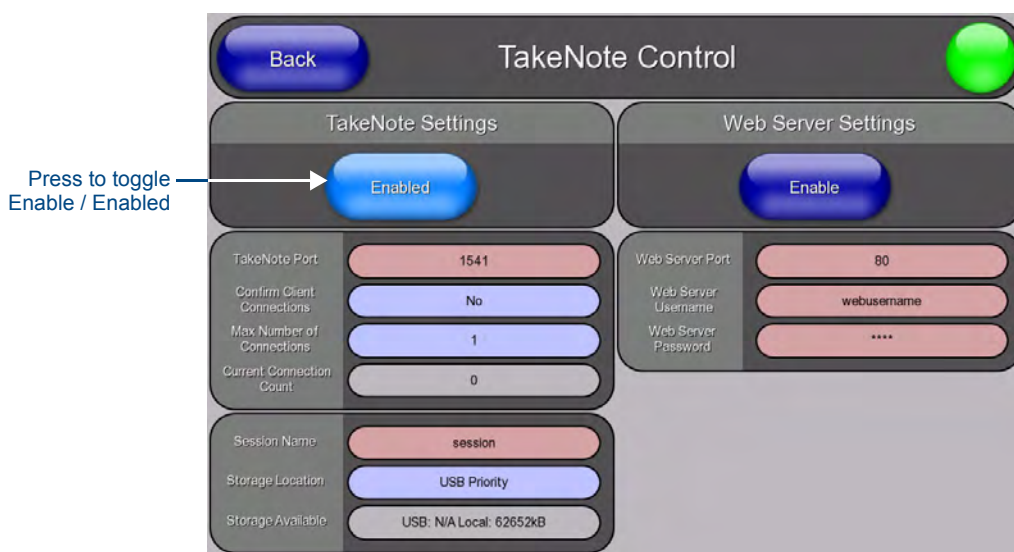 Back
TakeNote Control
TakeNote Settings
Web Server Settings
Press to toggle
Enable / Enabled
Enabled
Enable
TakeNote Port
1541
Confirm Client
Connections
No
Max Number of
Connections
1
Current Connection
Count
0
Web Server Port
80
Web Server
Username
webusername
Web Server
Password
****
Session Name
session
Storage Location
USB Priority
Storage Available
USB: N/A Local: 62652kB